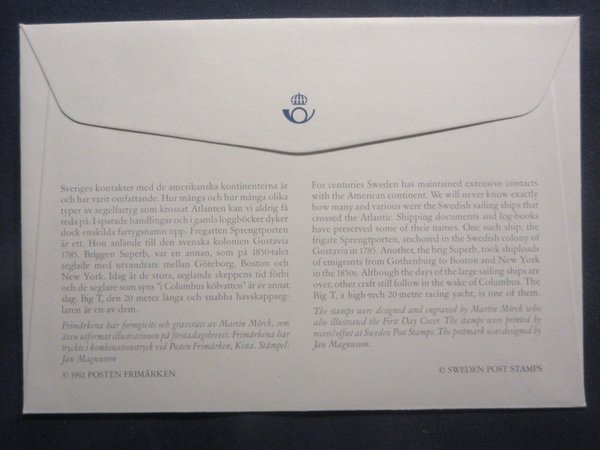 Sveriges kontakter med de amerikanska kontinenterna är
och har varit omfattande. Hur många och hur många olika
typer av segelfartyg som krossat Atlanten kan vi aldrig få
reda på. I sparade handlingar och i gamla loggböcker dyker
dock enskilda fartygsnamn upp. Fregatten Sprengtporten
är ett. Hon anlände till den svenska kolonien Gustavia
1785. Briggen Superb, var en annan, som på 1850-talet
seglade med utvandrare mellan Göteborg, Boston och
New York. Idag är de stora, seglande skeppens tid förbi
och de seglare som syns "i Columbus kölvatten" är av annat
slag. Big T, den 20 meter långa och snabba havskappseg-
laren är en av dem.
Frimärkena har formgivits och graverats av Martin Mörck, som
även utformat illustrationen på förstadagsbrevet. Frimärkena har
tryckts i kombinationstryck vid Posten Frimärken, Kista. Stämpel:
Jan Magnusson
© 1992 POSTEN FRIMÄRKEN.
For centuries Sweden has maintained extensive contacts
with the American continent. We will never know exactly
how many and various were the Swedish sailing ships that
crossed the Atlantic. Shipping documents and log-books
have preserved some of their names. One such ship, the
frigate Sprengtporten, anchored in the Swedish colony of
Gustavia in 1785. Another, the brig Superb, took shiploads
of emigrants from Gothenburg to Boston and New York
in the 1850s. Although the days of the large sailing ships are
over, other craft still follow in the wake of Columbus. The
Big T, a high-tech 20-metre racing yacht, is one of them.
The stamps were designed and engraved by Martin Mörck who
also illustrated the First Day Cover. The stamps were printed by
recess/offset at Sweden Post Stamps. The postmark was designed by
Jan Magnusson.
© SWEDEN POST STAMPS